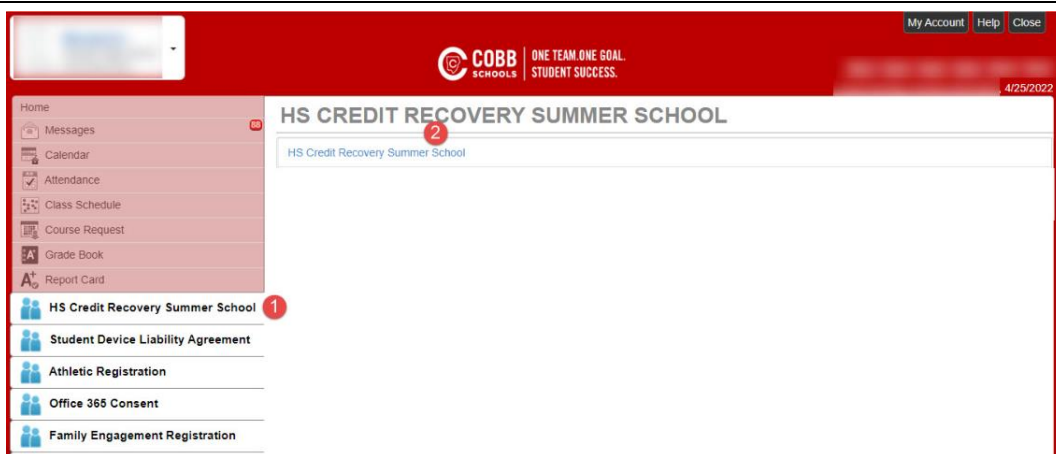 My Account Help Close
COBB
SCHOOLS
ONE TEAM.ONE GOAL.
STUDENT SUCCESS.
4/25/2022
Home
Messages 88
Calendar
Attendance
Class Schedule
Course Request
Grade Book
Report Card
HS Credit Recovery Summer School 1
Student Device Liability Agreement
Athletic Registration
Office 365 Consent
Family Engagement Registration
HS CREDIT RECOVERY SUMMER SCHOOL
2
HS Credit Recovery Summer School